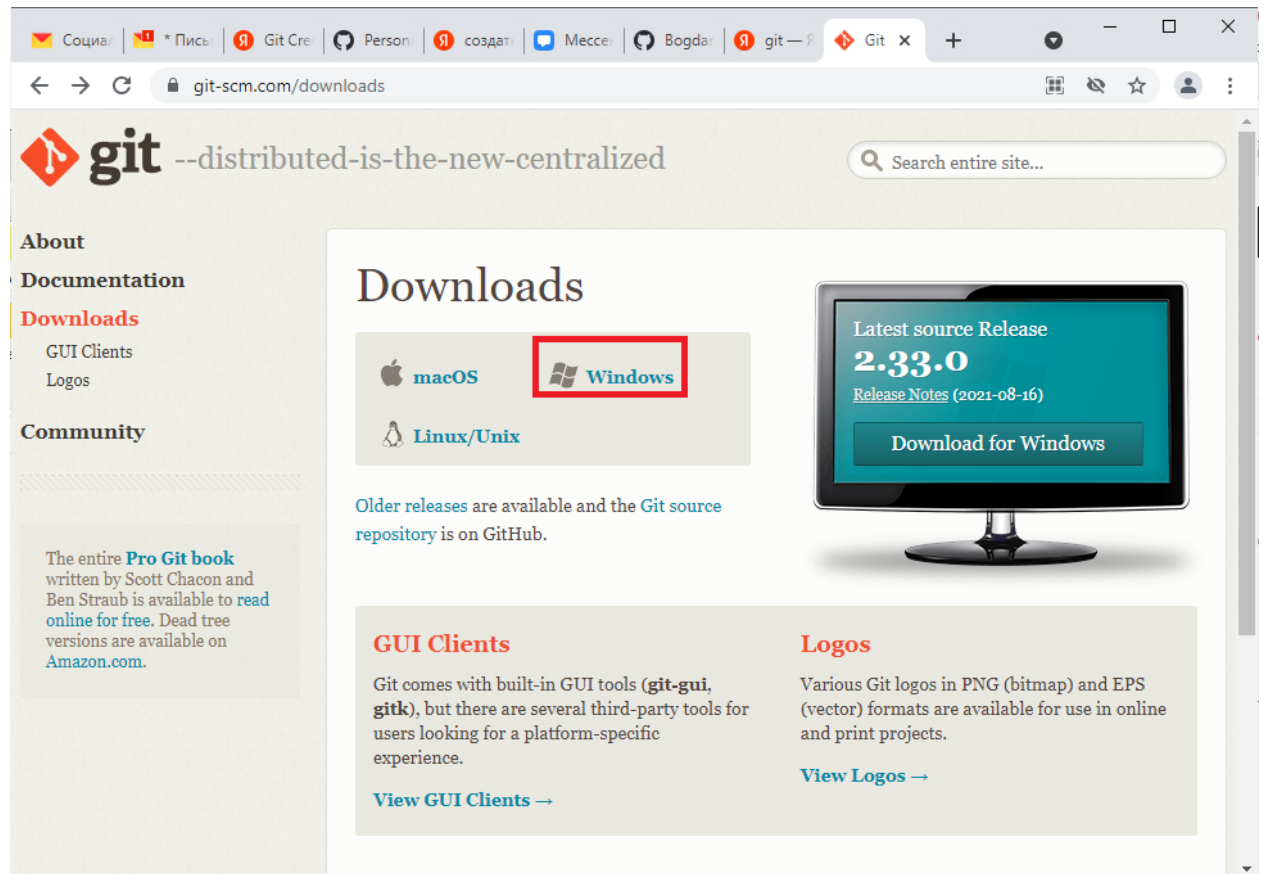 Социал
1
* Пись
Я
Git Cre
Person
Я
создат
Мессе
Bogdar
Я
git — Я
Git
git-scm.com/downloads
git --distributed-is-the-new-centralized
Search entire site...
About
Documentation
Downloads
GUI Clients
Logos
Community
The entire Pro Git book
written by Scott Chacon and
Ben Straub is available to read
online for free. Dead tree
versions are available on
Amazon.com.
Downloads
macOS
Windows
Linux/Unix
Older releases are available and the Git source
repository is on GitHub.
Latest source Release
2.33.0
Release Notes (2021-08-16)
Download for Windows
GUI Clients
Git comes with built-in GUI tools (git-gui,
gitk), but there are several third-party tools for
users looking for a platform-specific
experience.
View GUI Clients →
Logos
Various Git logos in PNG (bitmap) and EPS
(vector) formats are available for use in online
and print projects.
View Logos →